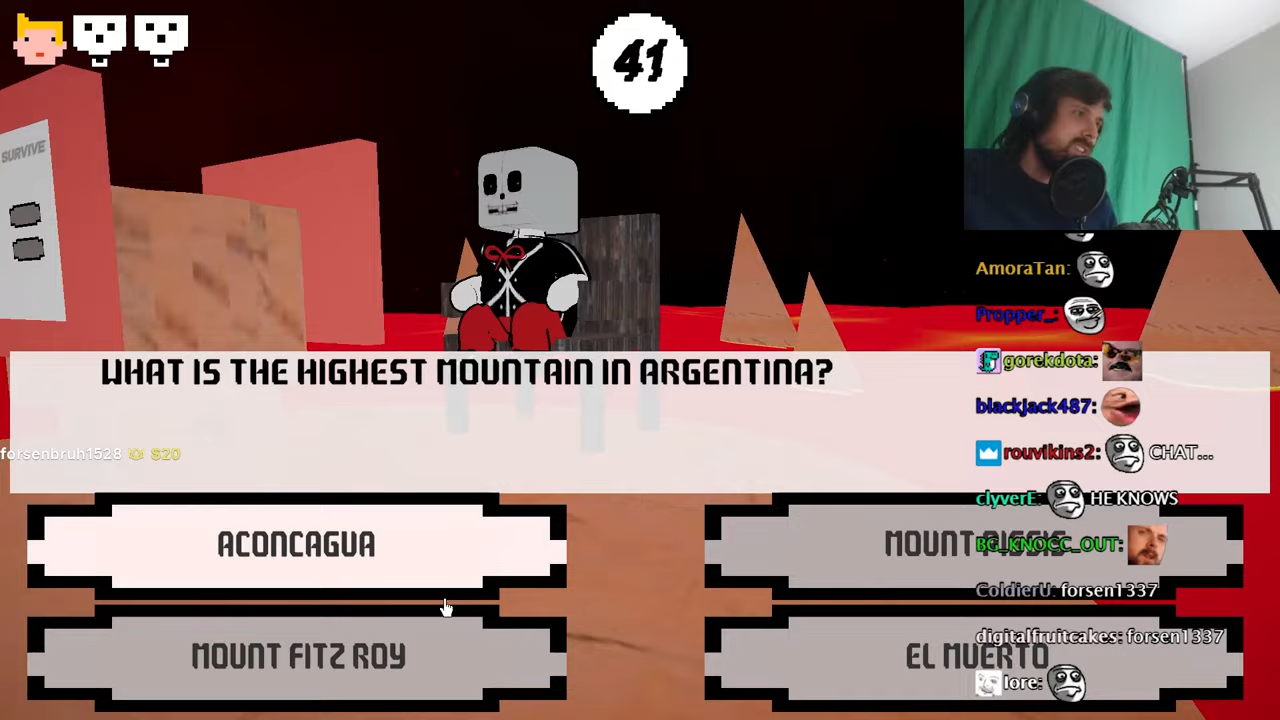 41
SURVIVE
AmoraTan:
Propper_:
WHAT IS THE HIGHEST MOUNTAIN IN ARGENTINA?
gorekdota:
blackjack487:
forsenbruh1528 $20
rouvikins2: CHAT...
clyverE: HE KNOWS
ACONCAGUA
MOUNT
BG_KNOCC_OUT:
ColdierU: forsen1337
digitalfruitcakes: forsen1337
MOUNT FITZ ROY
EL MUERTO
lore: